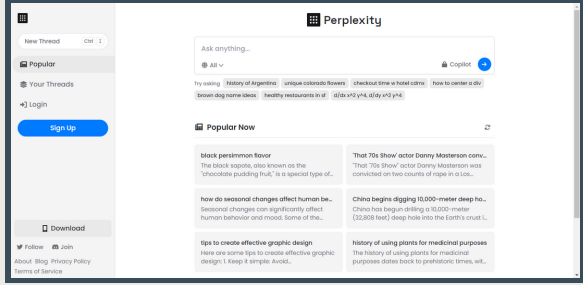 New Thread Ctrl I
Popular
Your Threads
Login
Sign Up
Download
Follow Join
About Blog Privacy Policy
Terms of Service
Perplexity
Ask anything...
All
Copilot
Try asking history of Argentina unique colorado flowers checkout time w hotel cdmx how to center a div
brown dog name ideas healthy restaurants in sf d/dx x^2 y^4, d/dy x^2 y^4
Popular Now
black persimmon flavor
The black sapote, also known as the
"chocolate pudding fruit," is a special type of...
'That 70s Show' actor Danny Masterson conv...
"That '70s Show" actor Danny Masterson was
convicted on two counts of rape in a Los...
how do seasonal changes affect human be...
Seasonal changes can significantly affect
human behavior and mood. Some of the...
China begins digging 10,000-meter deep ho...
China has begun drilling a 10,000-meter
(32,808 feet) deep hole into the Earth's crust i...
tips to create effective graphic design
Here are some tips to create effective graphic
design: 1. Keep it simple: Avoid...
history of using plants for medicinal purposes
The history of using plants for medicinal
purposes dates back to prehistoric times, wit...